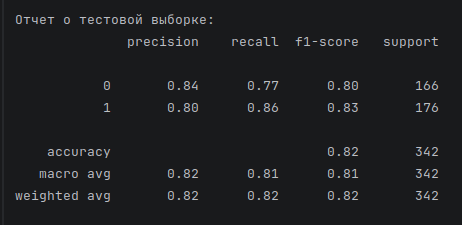 Отчет о тестовой выборке:
precision recall f1-score support
0 0.84 0.77 0.80 166
1 0.80 0.86 0.83 176
accuracy 0.82 342
macro avg 0.82 0.81 0.81 342
weighted avg 0.82 0.82 0.82 342